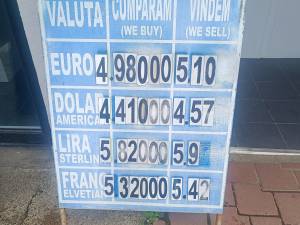 VALUTA CUMPARAM VINDEM
(WE BUY) (WE SELL)
EURO 4.98000 5.10
DOLAR 4.41000 4.57
AMERICAN
LIRA 5.82000 5.9
STERLINA
FRANC 5.32000 5.42
ELVETIAN